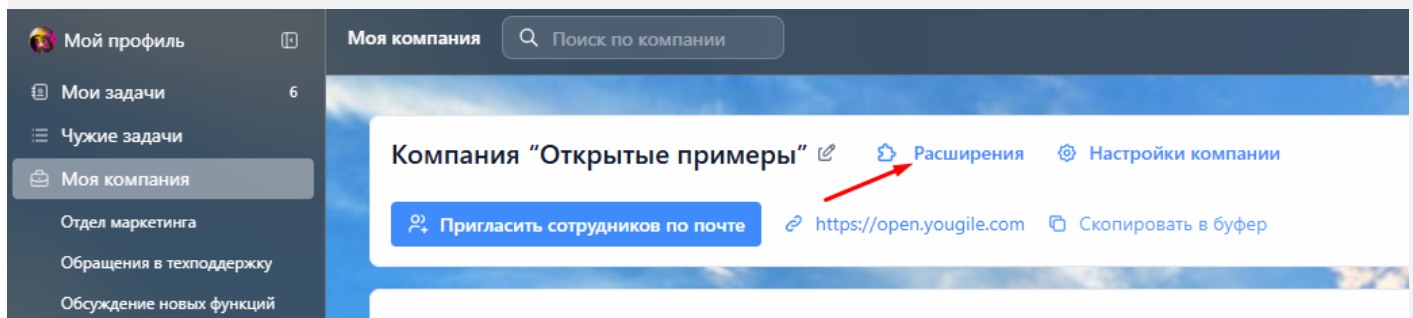 Мой профиль
Моя компания
Поиск по компании
Мои задачи 6
Чужие задачи
Моя компания
Отдел маркетинга
Обращения в техподдержку
Обсуждение новых функций
Компания “Открытые примеры”
Расширения
Настройки компании
Пригласить сотрудников по почте
https://open.yougile.com
Скопировать в буфер